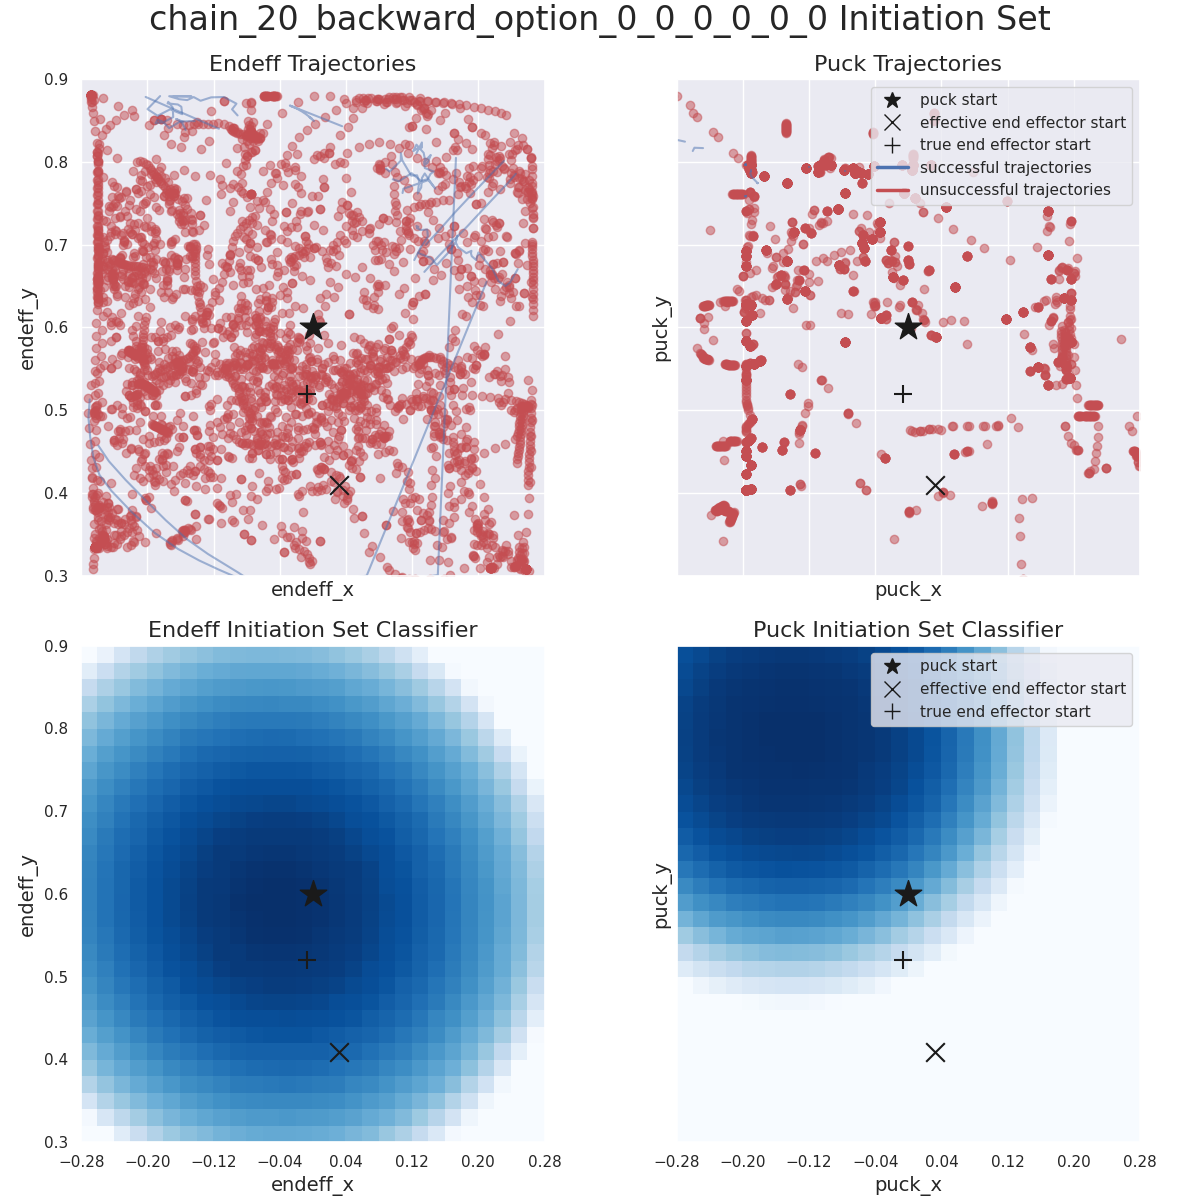 chain_20_backward_option_0_0_0_0_0_0 Initiation Set
Endeff Trajectories
Puck Trajectories
0.9
0.8
0.7
0.6
0.5
0.4
0.3
endeff_y
endeff_x
puck start
effective end effector start
true end effector start
successful trajectories
unsuccessful trajectories
puck_y
puck_x
Endeff Initiation Set Classifier
Puck Initiation Set Classifier
0.9
0.8
0.7
0.6
0.5
0.4
0.3
endeff_y
−0.28 −0.20 −0.12 −0.04 0.04 0.12 0.20 0.28
endeff_x
puck start
effective end effector start
true end effector start
puck_y
−0.28 −0.20 −0.12 −0.04 0.04 0.12 0.20 0.28
puck_x